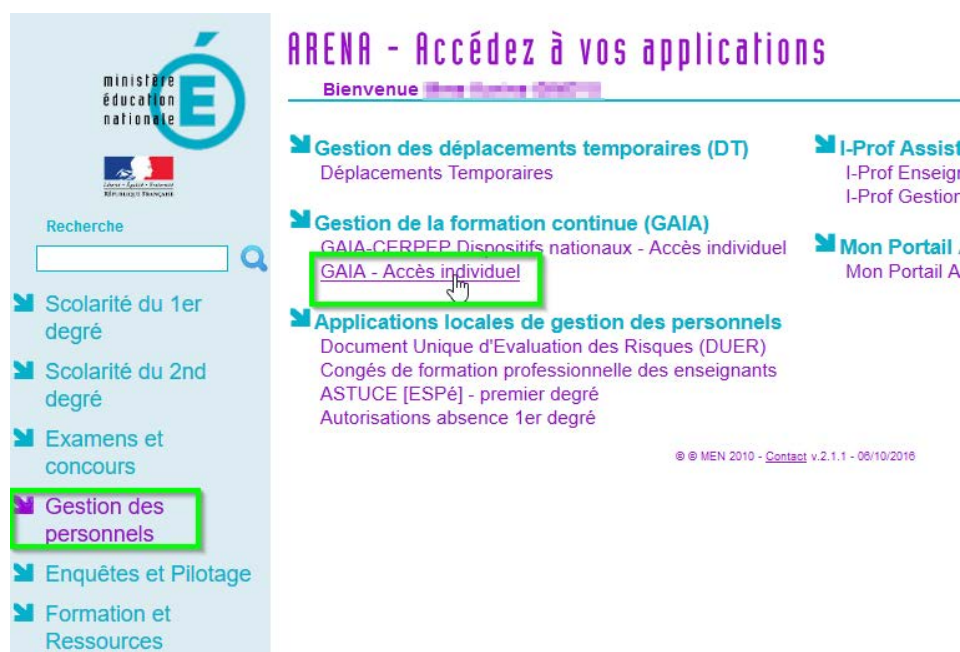 ministère
éducation
nationale
Liberté • Égalité • Fraternité
RÉPUBLIQUE FRANÇAISE
Recherche
Scolarité du 1er
degré
Scolarité du 2nd
degré
Examens et
concours
Gestion des
personnels
Enquêtes et Pilotage
Formation et
Ressources
ARENA - Accédez à vos applications
Bienvenue
Gestion des déplacements temporaires (DT)
Déplacements Temporaires
Gestion de la formation continue (GAIA)
GAIA-CERPEP Dispositifs nationaux - Accès individuel
GAIA - Accès individuel
Applications locales de gestion des personnels
Document Unique d'Evaluation des Risques (DUER)
Congés de formation professionnelle des enseignants
ASTUCE [ESPé] - premier degré
Autorisations absence 1er degré
I-Prof Assist
I-Prof Enseign
I-Prof Gestion
Mon Portail A
Mon Portail A
© © MEN 2010 - Contact v.2.1.1 - 06/10/2016